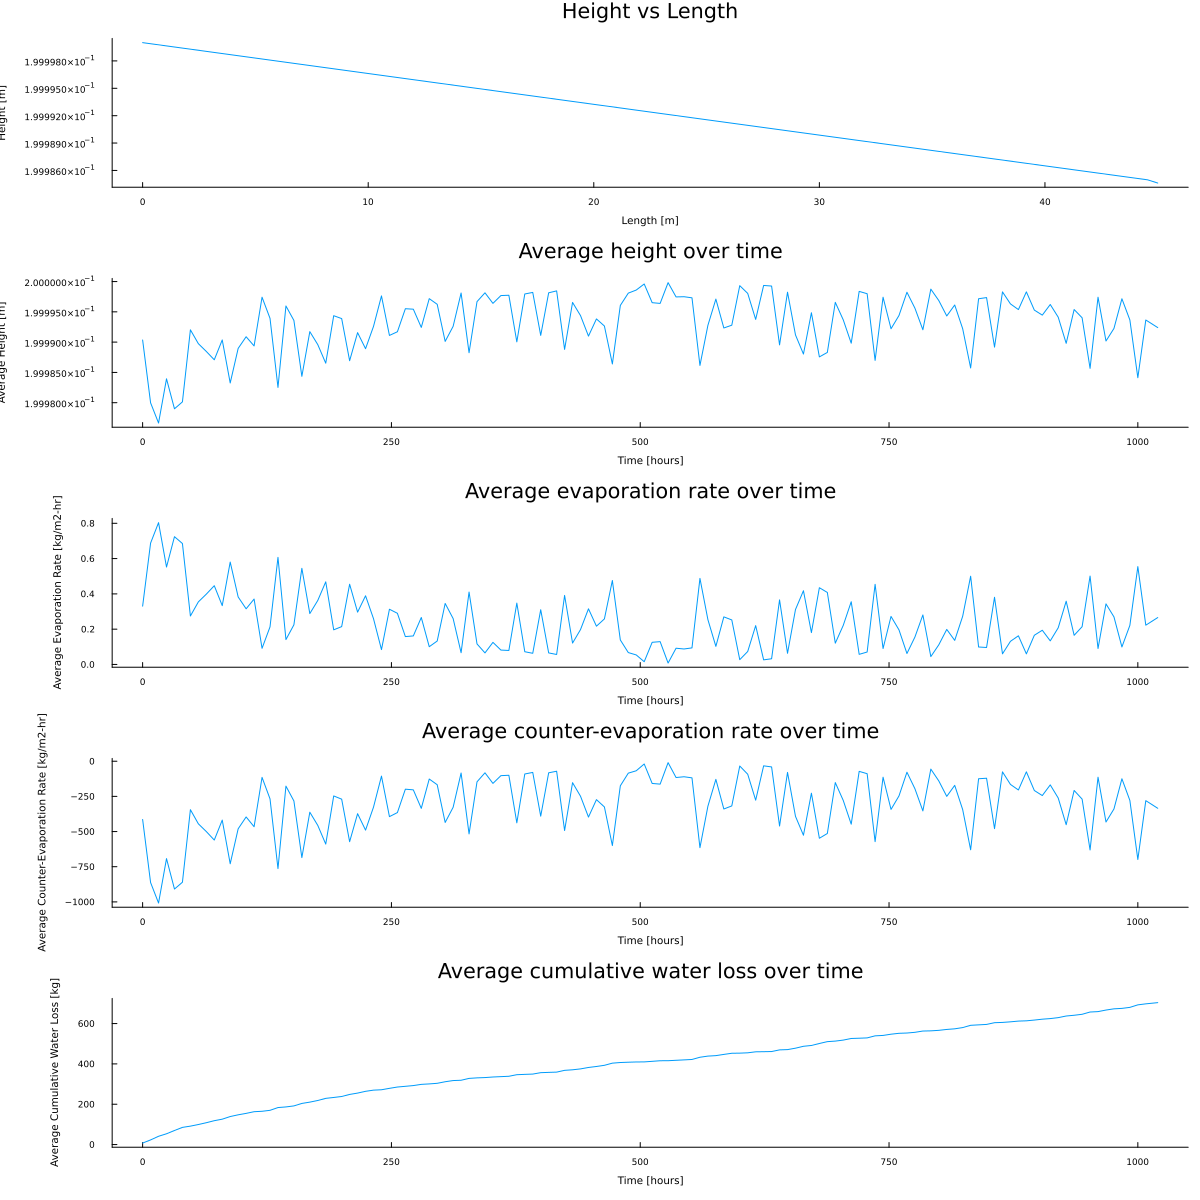 Height vs Length
Height [m]
1.999980×10⁻¹
1.999950×10⁻¹
1.999920×10⁻¹
1.999890×10⁻¹
1.999860×10⁻¹
0 10 20 30 40
Length [m]
Average height over time
Average Height [m]
2.000000×10⁻¹
1.999950×10⁻¹
1.999900×10⁻¹
1.999850×10⁻¹
1.999800×10⁻¹
0 250 500 750 1000
Time [hours]
Average evaporation rate over time
Average Evaporation Rate [kg/m2-hr]
0.8
0.6
0.4
0.2
0.0
0 250 500 750 1000
Time [hours]
Average counter-evaporation rate over time
Average Counter-Evaporation Rate [kg/m2-hr]
0
−250
−500
−750
−1000
0 250 500 750 1000
Time [hours]
Average cumulative water loss over time
Average Cumulative Water Loss [kg]
600
400
200
0
0 250 500 750 1000
Time [hours]